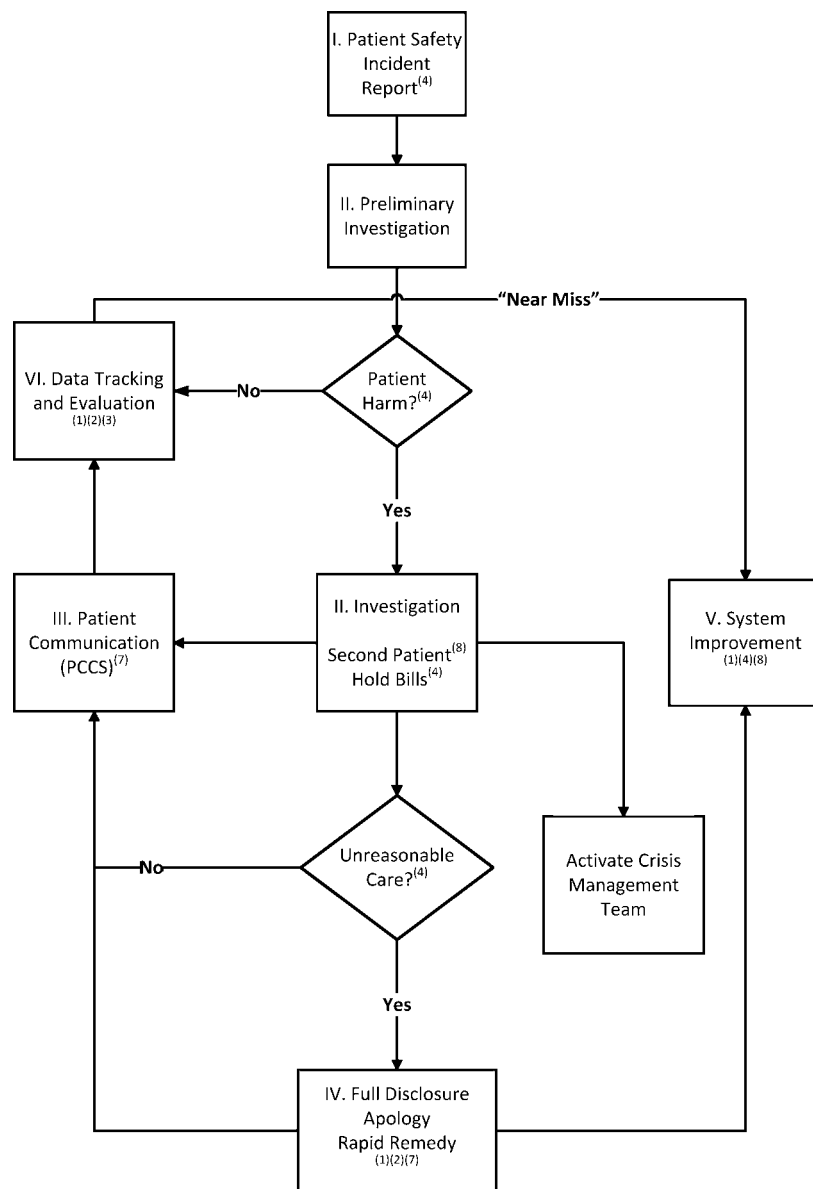 I. Patient Safety
Incident
Report(4)
II. Preliminary
Investigation
“Near Miss”
VI. Data Tracking
and Evaluation
(1)(2)(3)
No
Patient
Harm?(4)
Yes
III. Patient
Communication
(PCCS)(7)
II. Investigation
Second Patient(8)
Hold Bills(4)
V. System
Improvement
(1)(4)(8)
No
Unreasonable
Care?(4)
Activate Crisis
Management
Team
Yes
IV. Full Disclosure
Apology
Rapid Remedy
(1)(2)(7)